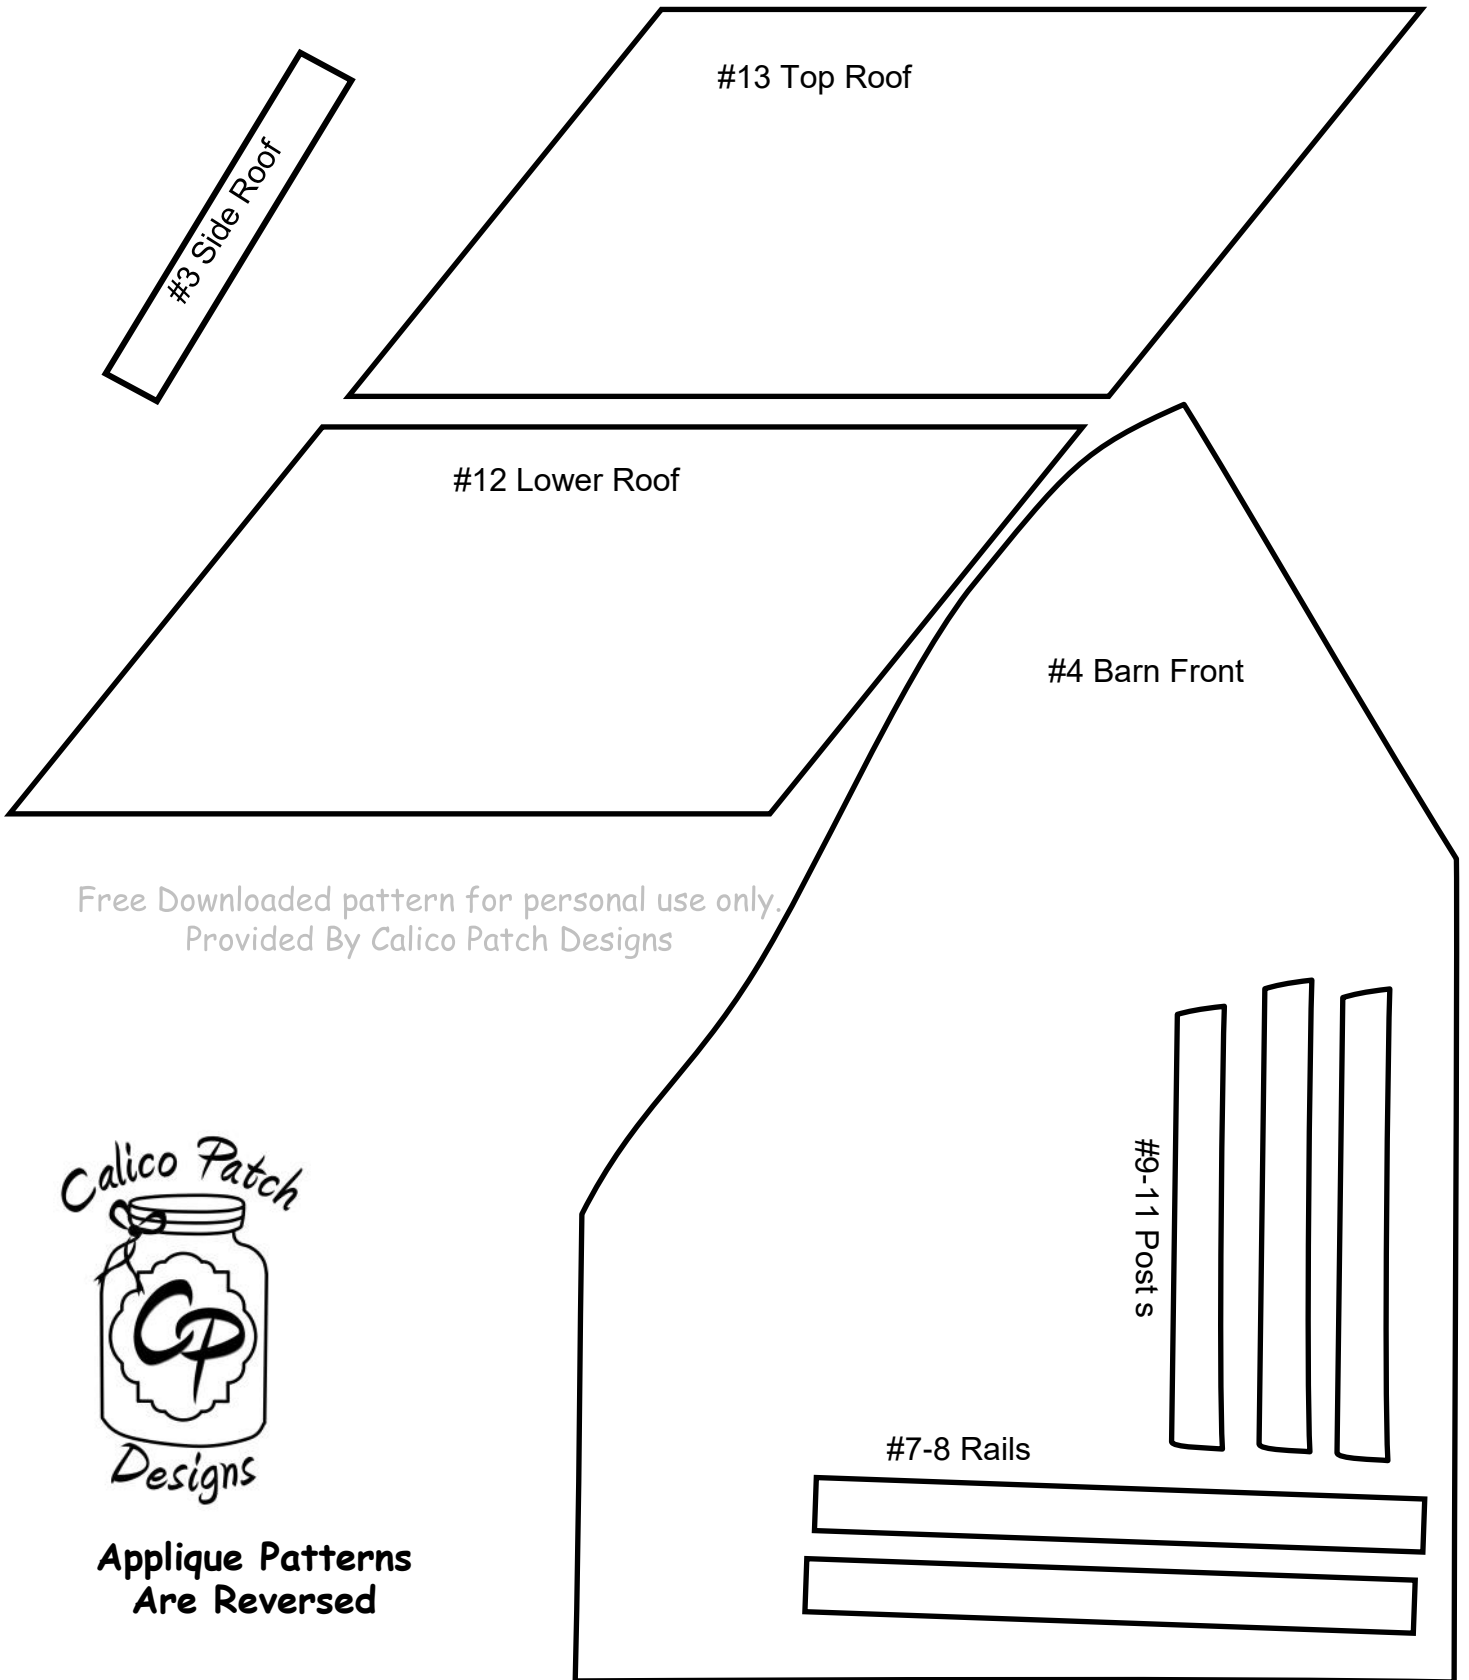 #13 Top Roof
#3 Side Roof
#12 Lower Roof
#4 Barn Front
Free Downloaded pattern for personal use only.
Provided By Calico Patch Designs
#9-11 Posts
Calico Patch
CP
Designs
#7-8 Rails
Applique Patterns
Are Reversed